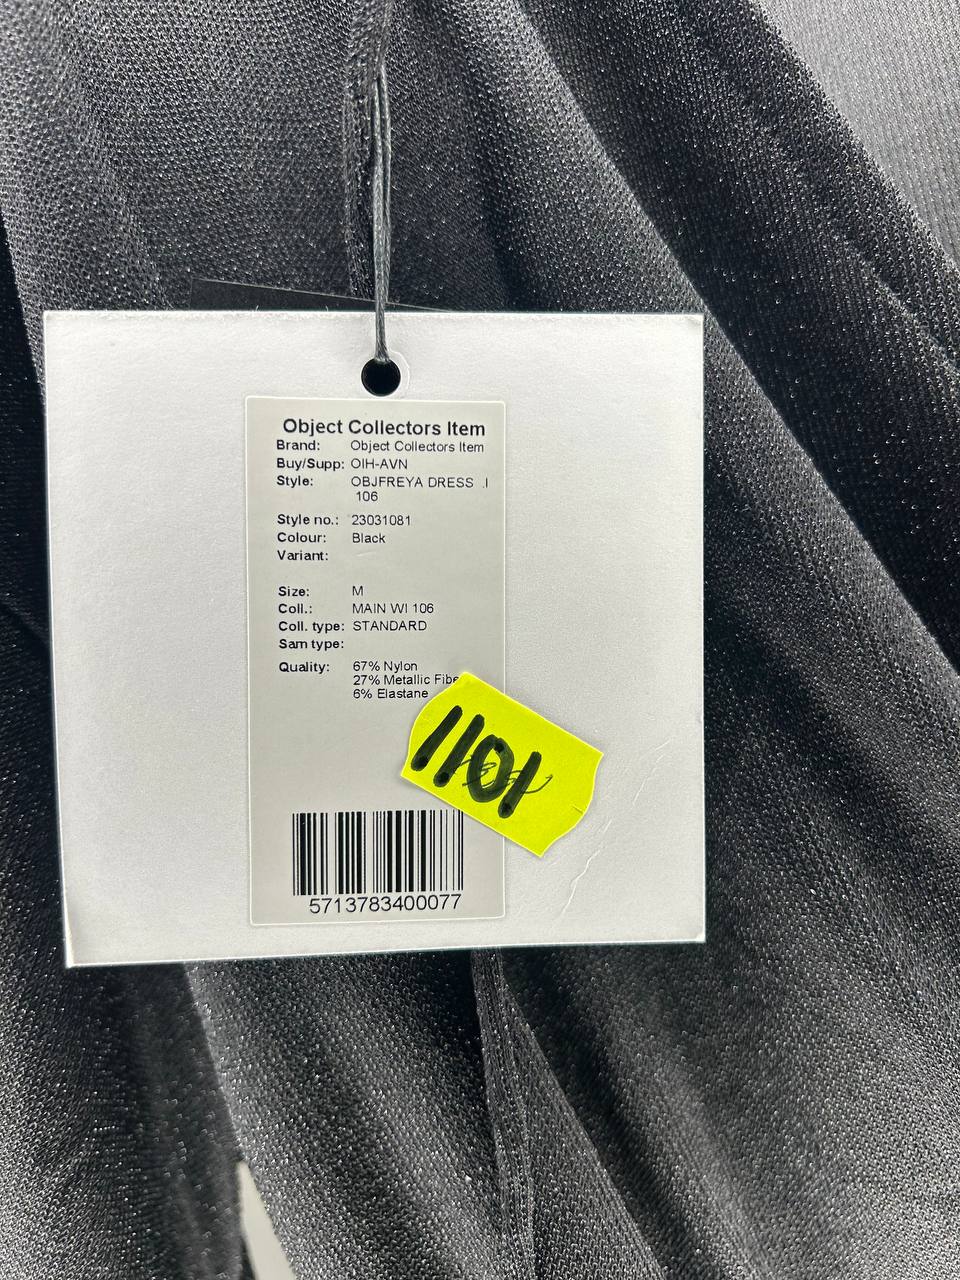 Object Collectors Item
Brand: Object Collectors Item
Buy/Supp: OIH-AVN
Style: OBJFREYA DRESS .I
106
Style no.: 23031081
Colour: Black
Variant:
Size: M
Coll.: MAIN WI 106
Coll. type: STANDARD
Sam type:
Quality: 67% Nylon
27% Metallic Fibe
6% Elastane
1101
5713783400077